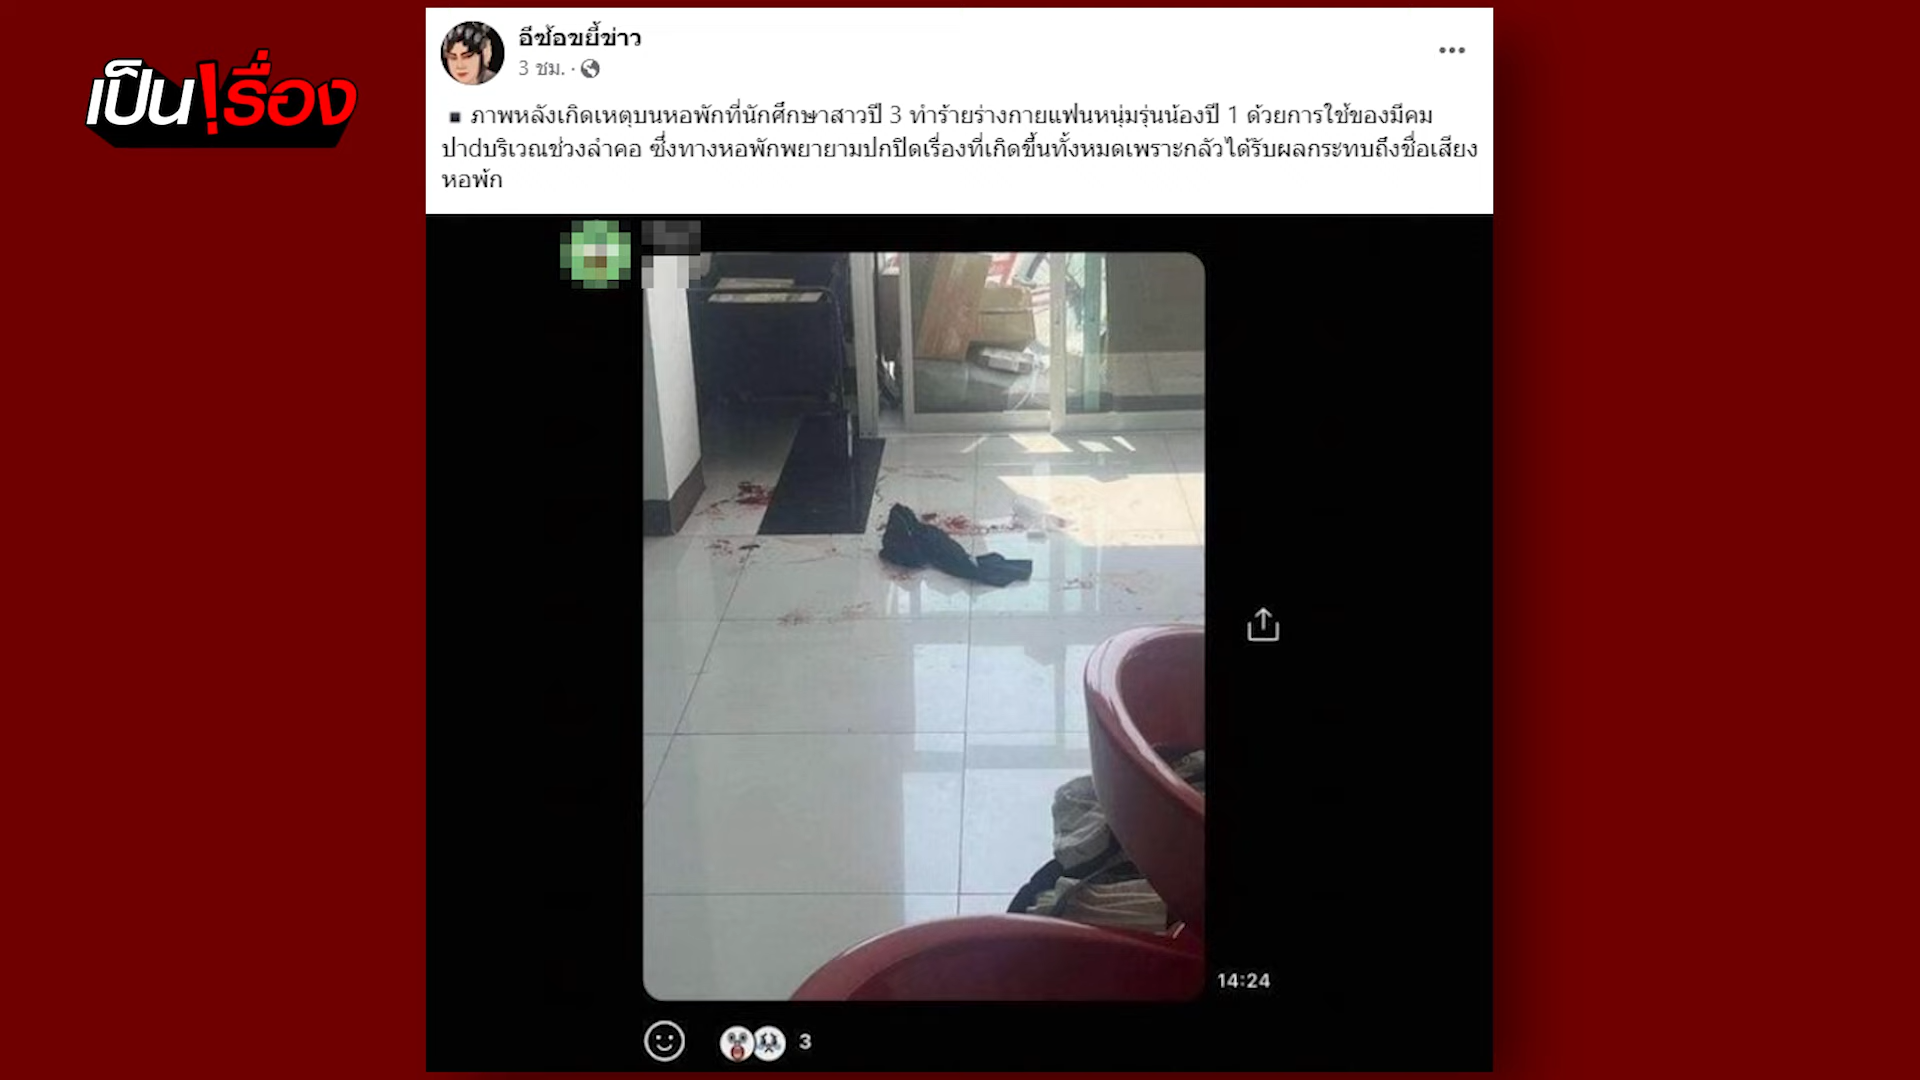 เป็น!รื่อง
อีซ้อขยี้ข่าว
3 ชม. ·
▪ ภาพหลังเกิดเหตุบนหอพักที่นักศึกษาสาวปี 3 ทำร้ายร่างกายแฟนหนุ่มรุ่นน้องปี 1 ด้วยการใช้ของมีคม
ปาdบริเวณช่วงลำคอ ซึ่งทางหอพักพยายามปกปิดเรื่องที่เกิดขึ้นทั้งหมดเพราะกลัวได้รับผลกระทบถึงชื่อเสียง
หอพัก
14:24
3